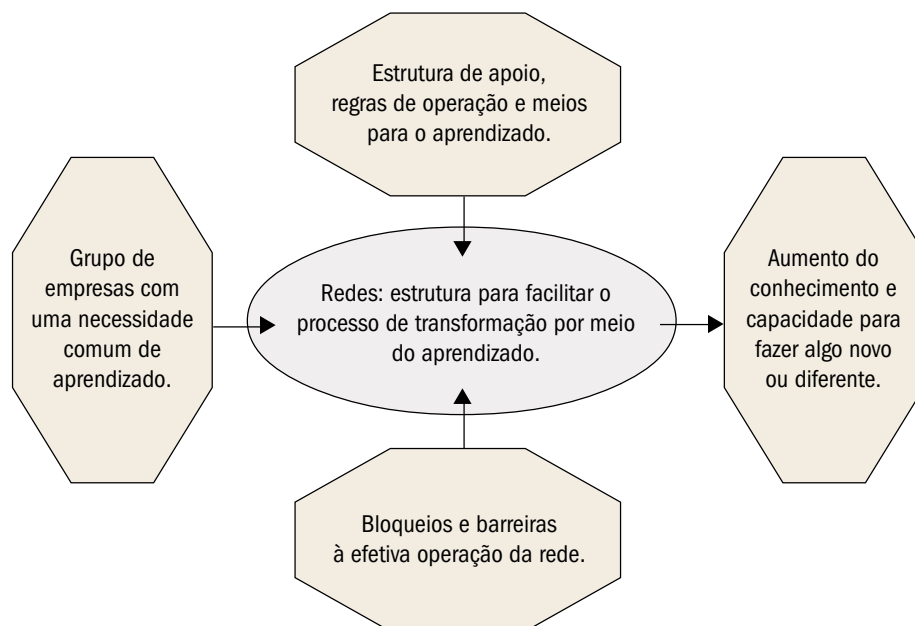 Estrutura de apoio,
regras de operação e meios
para o aprendizado.
Grupo de
empresas com
uma necessidade
comum de
aprendizado.
Redes: estrutura para facilitar o
processo de transformação por meio
do aprendizado.
Aumento do
conhecimento e
capacidade para
fazer algo novo
ou diferente.
Bloqueios e barreiras
à efetiva operação da rede.